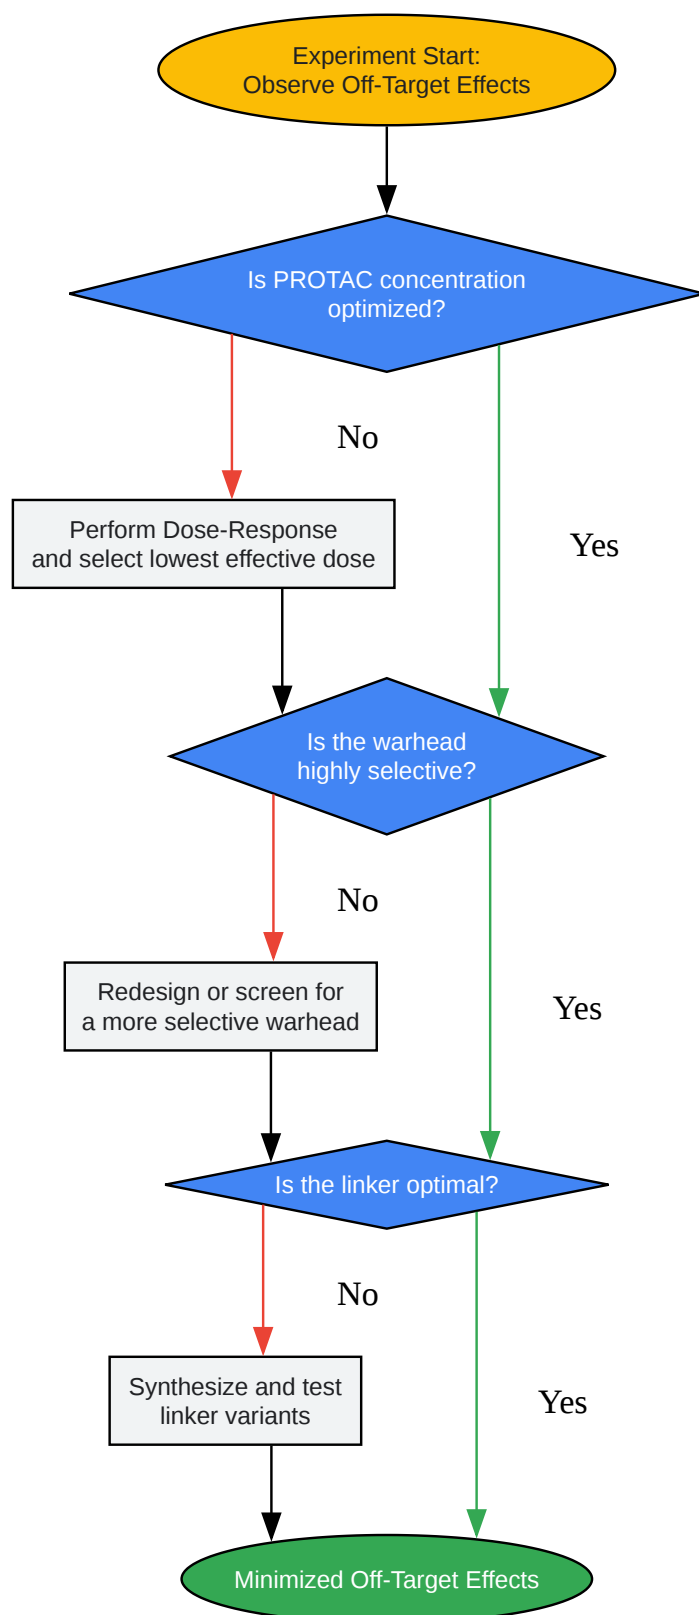 Experiment Start:
Observe Off-Target Effects
Is PROTAC concentration
optimized?
No
Perform Dose-Response
and select lowest effective dose
Yes
Is the warhead
highly selective?
No
Redesign or screen for
a more selective warhead
Yes
Is the linker optimal?
No
Synthesize and test
linker variants
Yes
Minimized Off-Target Effects